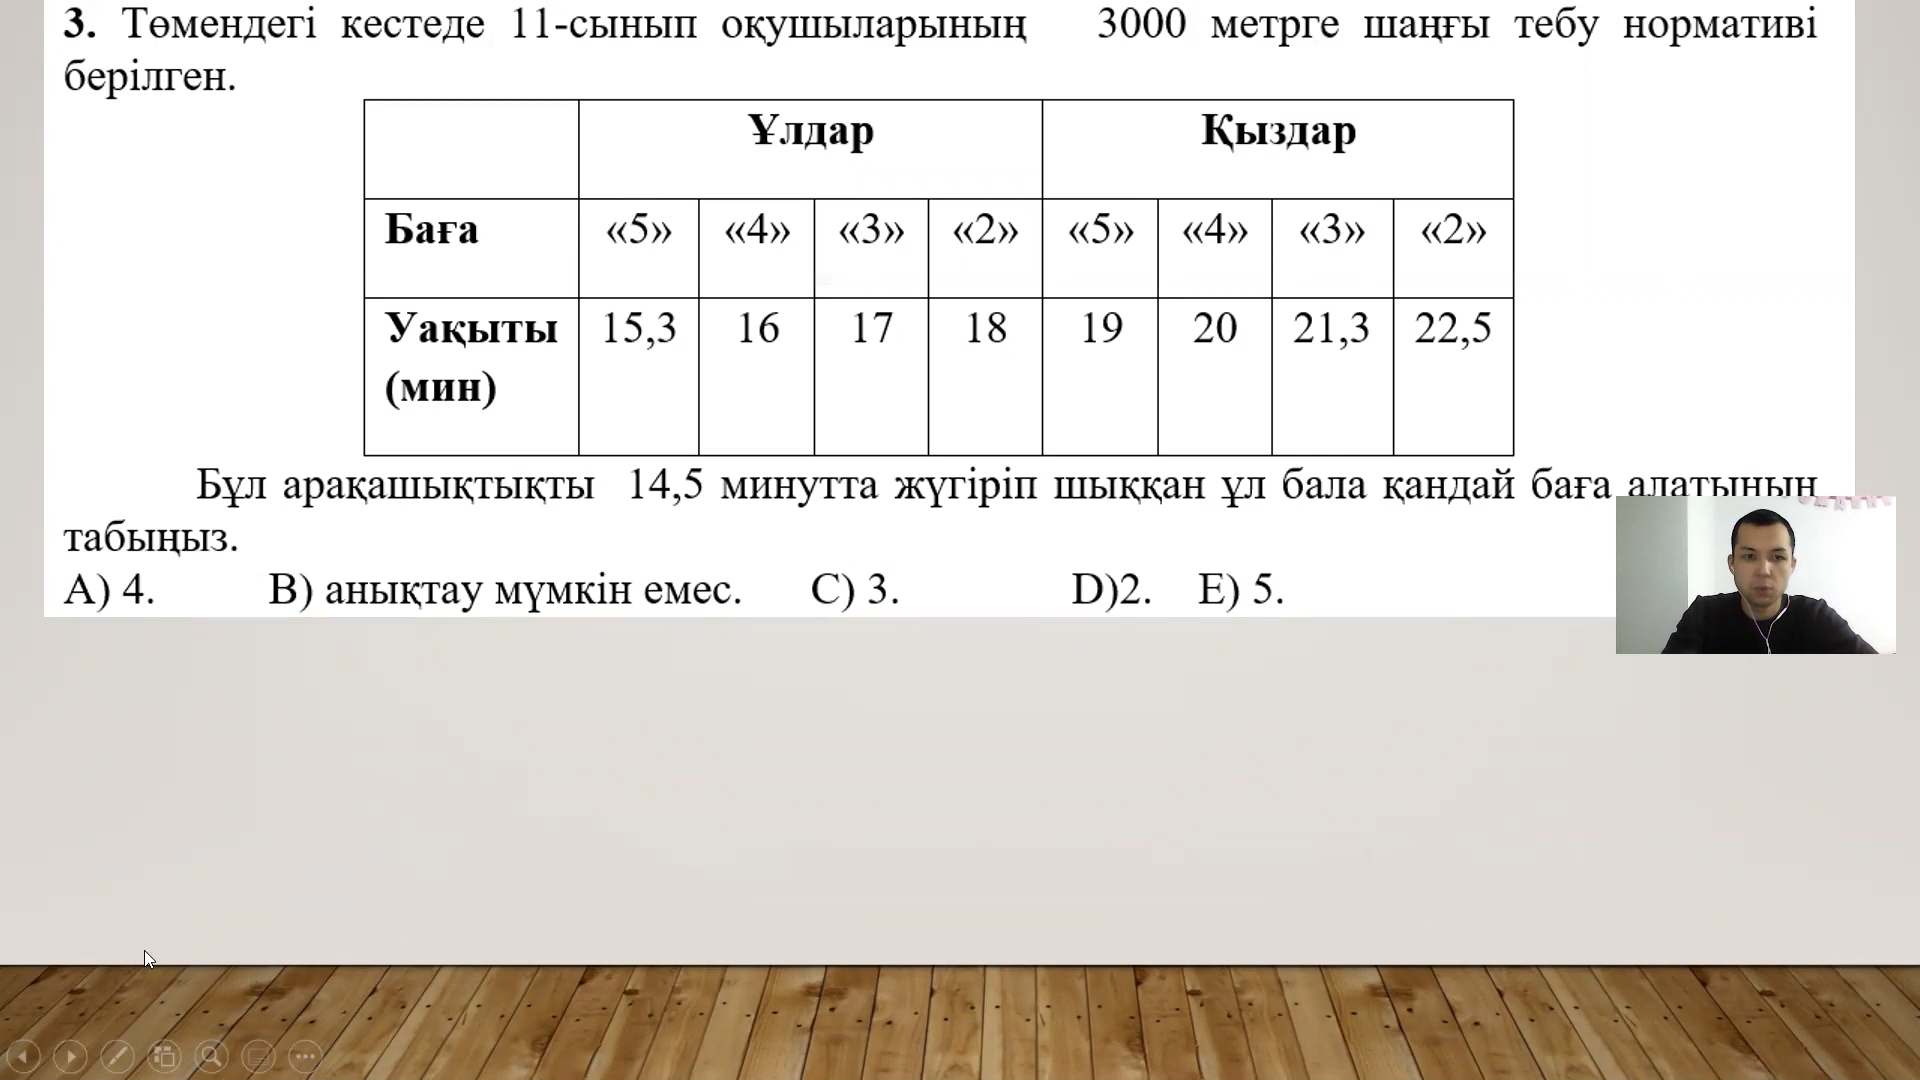 3. Төмендегі кестеде 11-сынып оқушыларының 3000 метрге шаңғы тебу нормативі
берілген.
Ұлдар Қыздар
Баға «5» «4» «3» «2» «5» «4» «3» «2»
Уақыты 15,3 16 17 18 19 20 21,3 22,5
(мин)
Бұл арақашықтықты 14,5 минутта жүгіріп шыққан ұл бала қандай баға алатынын
табыңыз.
A) 4. B) анықтау мүмкін емес. C) 3. D)2. E) 5.